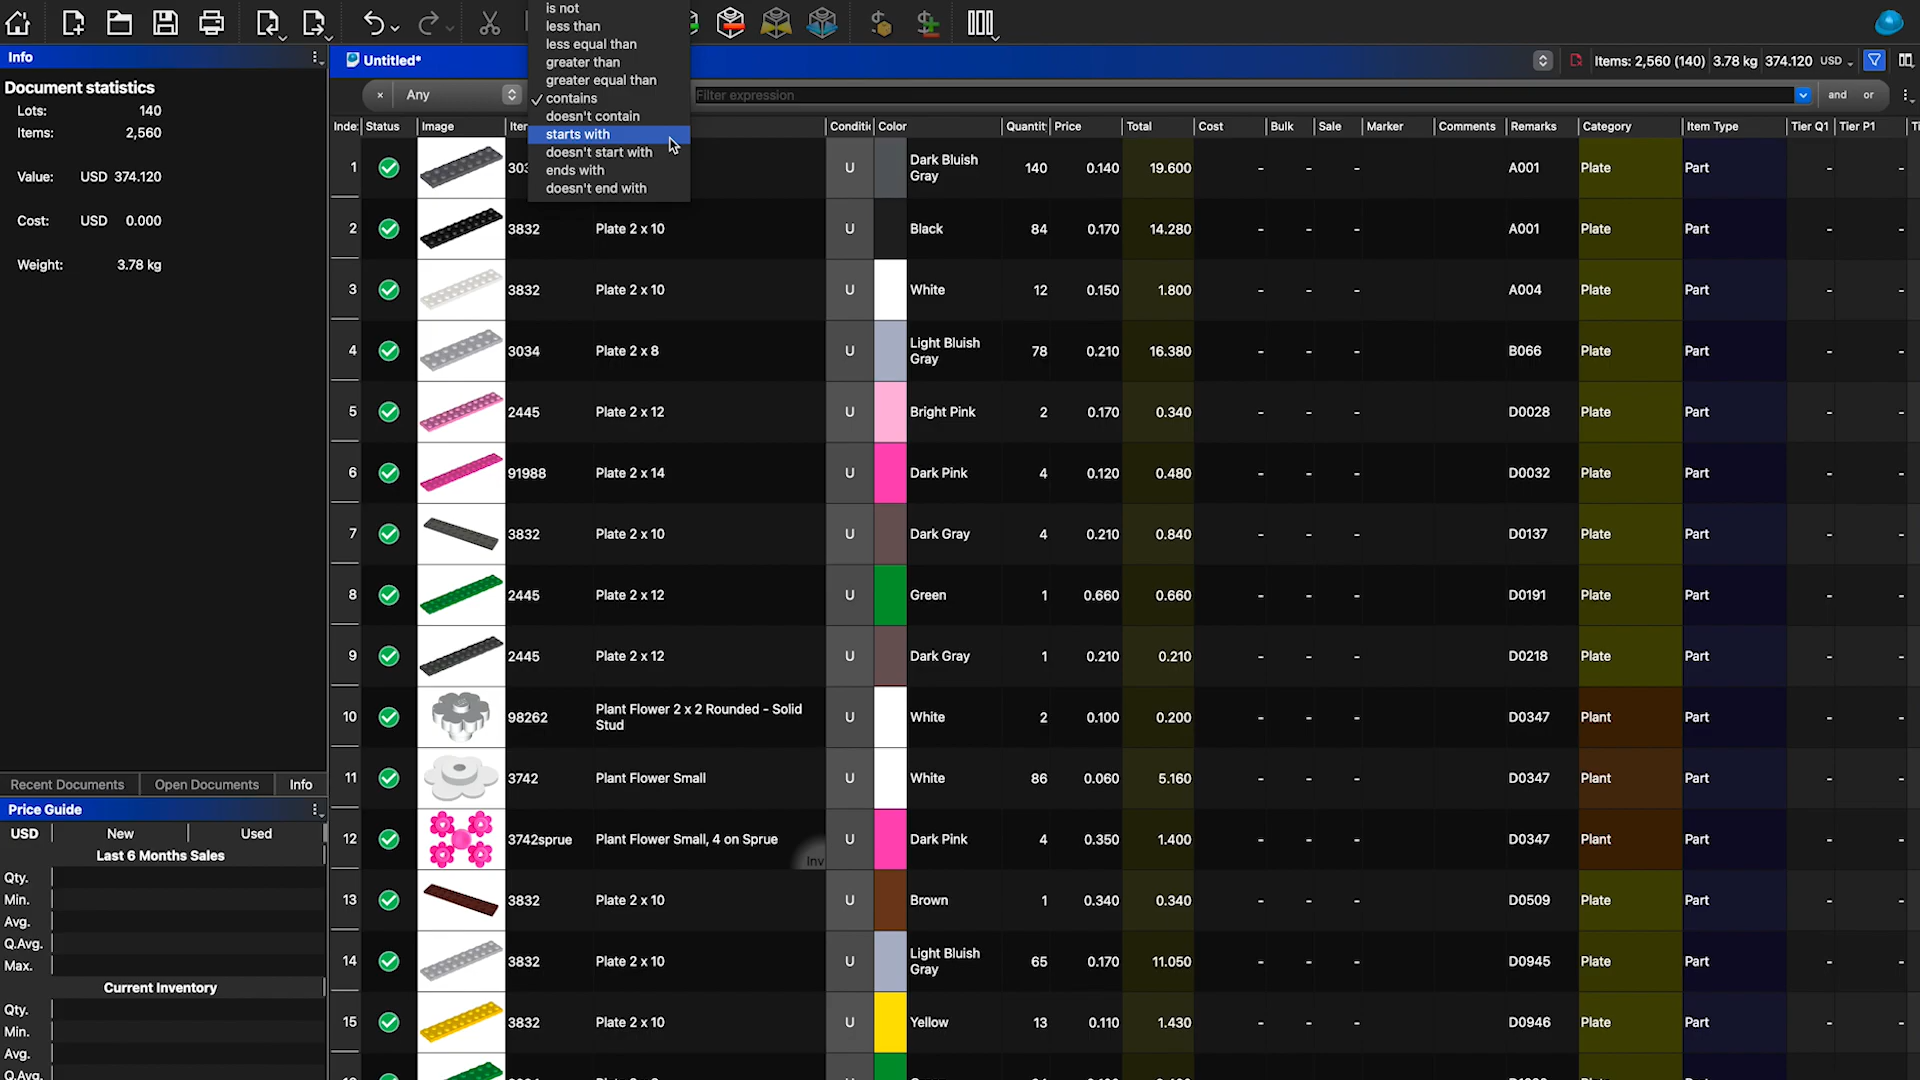 is not
less than
less equal than
greater than
greater equal than
contains
doesn't contain
starts with
doesn't start with
ends with
doesn't end with
Info
Document statistics
Lots: 140
Items: 2,560
Value: USD 374.120
Cost: USD 0.000
Weight: 3.78 kg
Recent Documents Open Documents Info
Price Guide
USD New Used
Last 6 Months Sales
Qty.
Min.
Avg.
Q.Avg.
Max.
Current Inventory
Qty.
Min.
Avg.
Q.Avg.
Untitled*
Items: 2,560 (140) 3.78 kg 374.120 USD
× Any Filter expression and or
Inde: Status Image Color Quantit Price Total Cost Bulk Sale Marker Comments Remarks Category Item Type Tier Q1 Tier P1
1 U Dark Bluish Gray 140 0.140 19.600 - - - A001 Plate Part - -
2 3832 Plate 2 x 10 U Black 84 0.170 14.280 - - - A001 Plate Part - -
3 3832 Plate 2 x 10 U White 12 0.150 1.800 - - - A004 Plate Part - -
4 3034 Plate 2 x 8 U Light Bluish Gray 78 0.210 16.380 - - - B066 Plate Part - -
5 2445 Plate 2 x 12 U Bright Pink 2 0.170 0.340 - - - D0028 Plate Part - -
6 91988 Plate 2 x 14 U Dark Pink 4 0.120 0.480 - - - D0032 Plate Part - -
7 3832 Plate 2 x 10 U Dark Gray 4 0.210 0.840 - - - D0137 Plate Part - -
8 2445 Plate 2 x 12 U Green 1 0.660 0.660 - - - D0191 Plate Part - -
9 2445 Plate 2 x 12 U Dark Gray 1 0.210 0.210 - - - D0218 Plate Part - -
10 98262 Plant Flower 2 x 2 Rounded - Solid Stud U White 2 0.100 0.200 - - - D0347 Plant Part - -
11 3742 Plant Flower Small U White 86 0.060 5.160 - - - D0347 Plant Part - -
12 3742sprue Plant Flower Small, 4 on Sprue U Dark Pink 4 0.350 1.400 - - - D0347 Plant Part - -
Inv
13 3832 Plate 2 x 10 U Brown 1 0.340 0.340 - - - D0509 Plate Part - -
14 3832 Plate 2 x 10 U Light Bluish Gray 65 0.170 11.050 - - - D0945 Plate Part - -
15 3832 Plate 2 x 10 U Yellow 13 0.110 1.430 - - - D0946 Plate Part - -